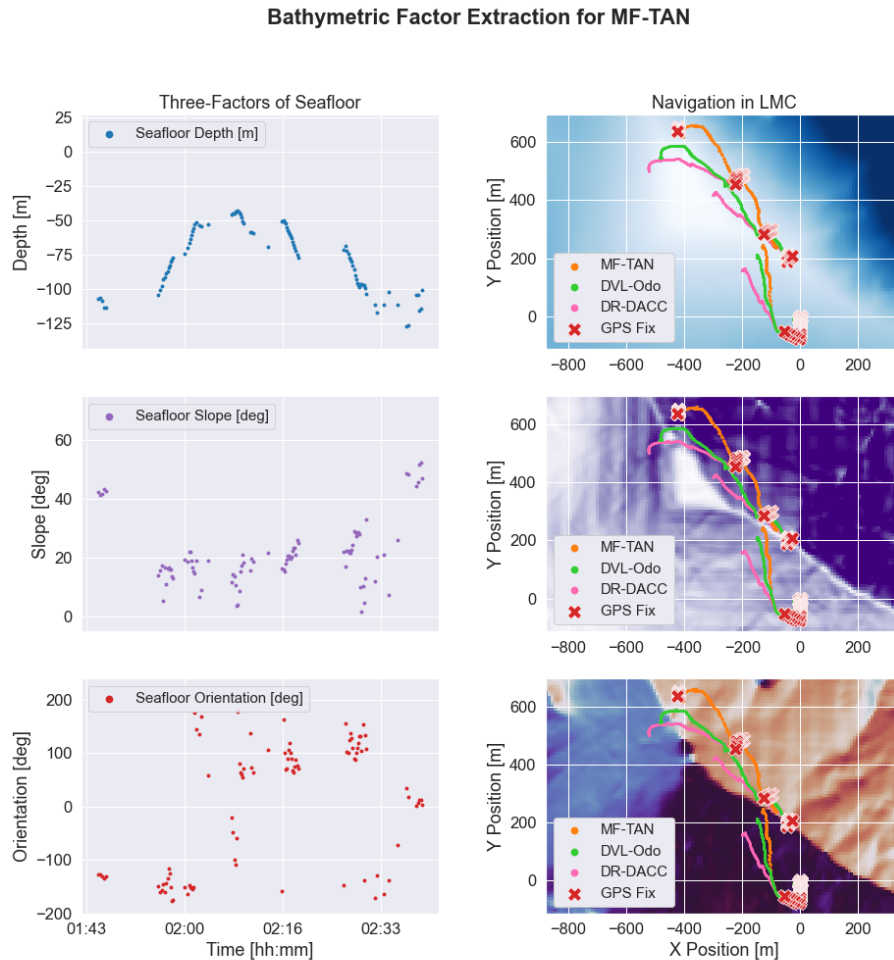 Bathymetric Factor Extraction for MF-TAN
Three-Factors of Seafloor
25
0
−25
−50
−75
−100
−125
Depth [m]
Seafloor Depth [m]
Navigation in LMC
600
400
200
0
Y Position [m]
MF-TAN
DVL-Odo
DR-DACC
GPS Fix
−800 −600 −400 −200 0 200
60
40
20
0
Slope [deg]
Seafloor Slope [deg]
600
400
200
0
Y Position [m]
MF-TAN
DVL-Odo
DR-DACC
GPS Fix
−800 −600 −400 −200 0 200
200
100
0
−100
−200
Orientation [deg]
Seafloor Orientation [deg]
01:43 02:00 02:16 02:33
Time [hh:mm]
600
400
200
0
Y Position [m]
MF-TAN
DVL-Odo
DR-DACC
GPS Fix
−800 −600 −400 −200 0 200
X Position [m]